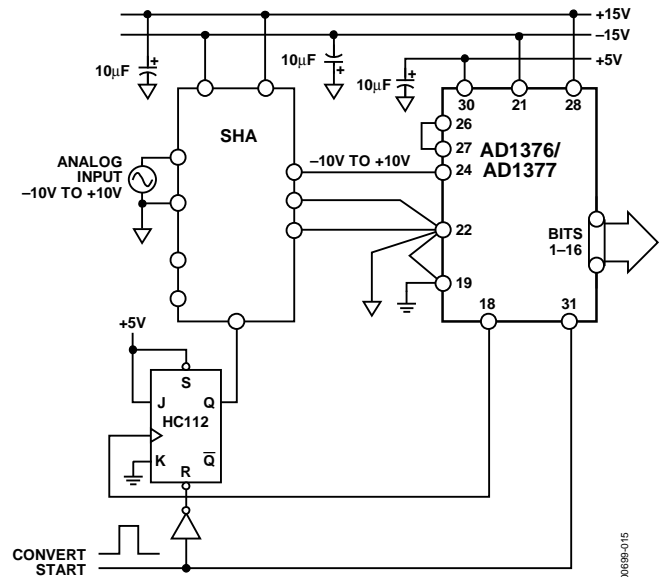 +15V
–15V
+5V
10µF +
10µF +
10µF +
30
21
28
SHA
26
27
24
AD1376/
AD1377
ANALOG
INPUT
–10V TO +10V
–10V TO +10V
22
BITS
1–16
19
18
31
+5V
S
J
Q
HC112
K
Q
R
CONVERT
START
00699-015